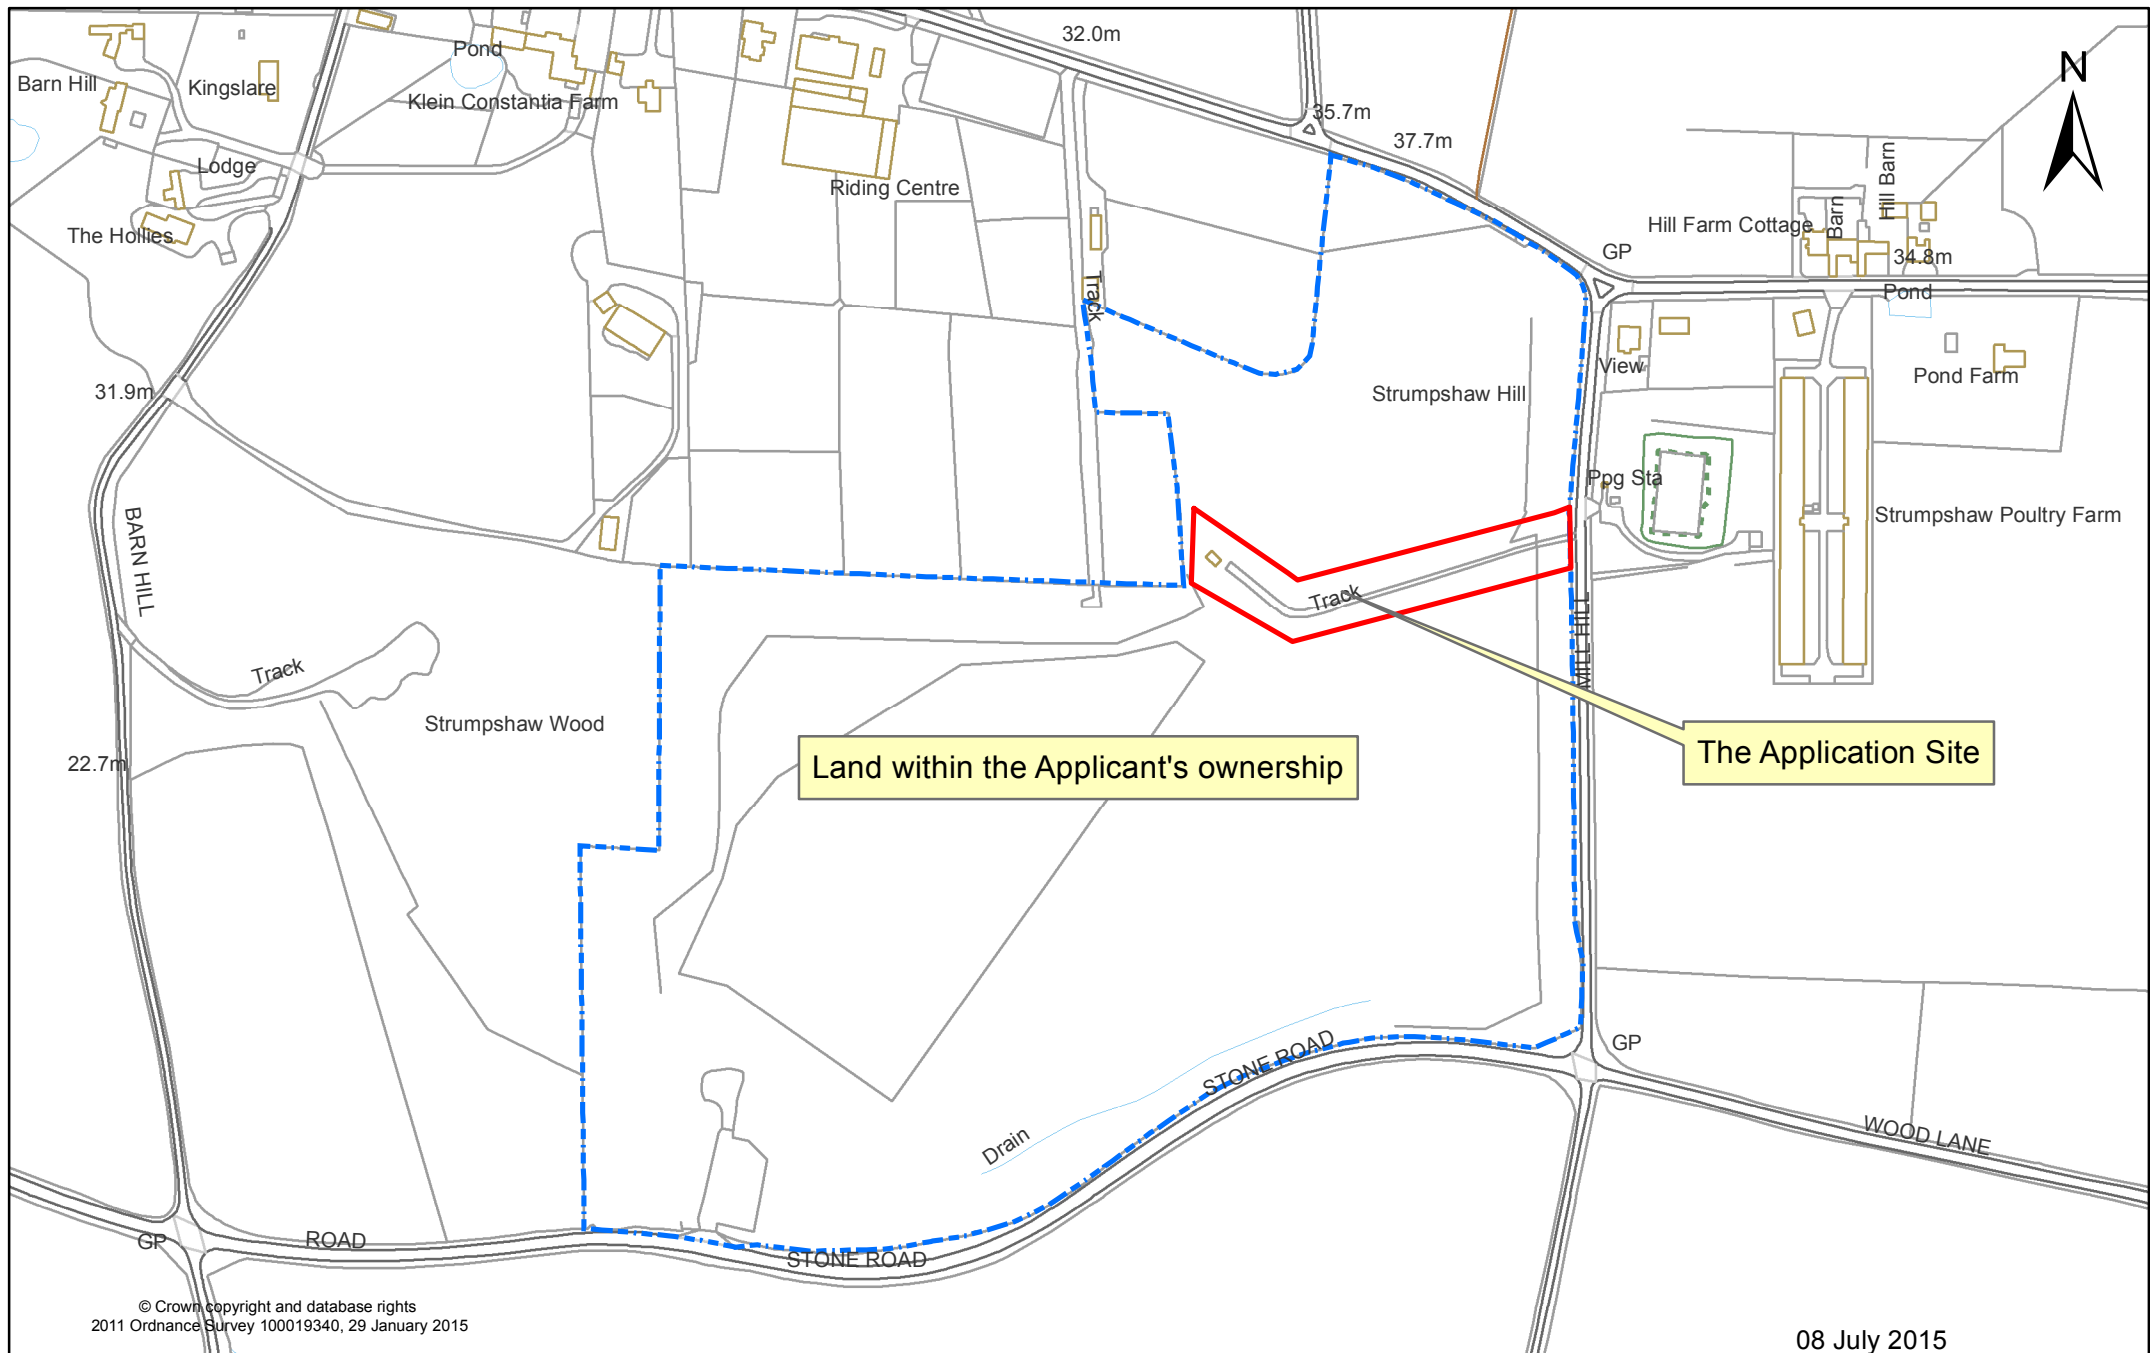 32.0m
Pond
N
Barn Hill
Kingslare
Klein Constantia Farm
35.7m
37.7m
Lodge
Riding Centre
Hill Barn
Barn
Hill Farm Cottage
The Hollies
GP
34.8m
Pond
Track
View
Pond Farm
31.9m
Strumpshaw Hill
Ppg Sta
Strumpshaw Poultry Farm
BARN HILL
Track
MILL HILL
Track
Strumpshaw Wood
The Application Site
Land within the Applicant's ownership
22.7m
GP
STONE ROAD
Drain
WOOD LANE
GP
ROAD
STONE ROAD
© Crown copyright and database rights
2011 Ordnance Survey 100019340, 29 January 2015
08 July 2015